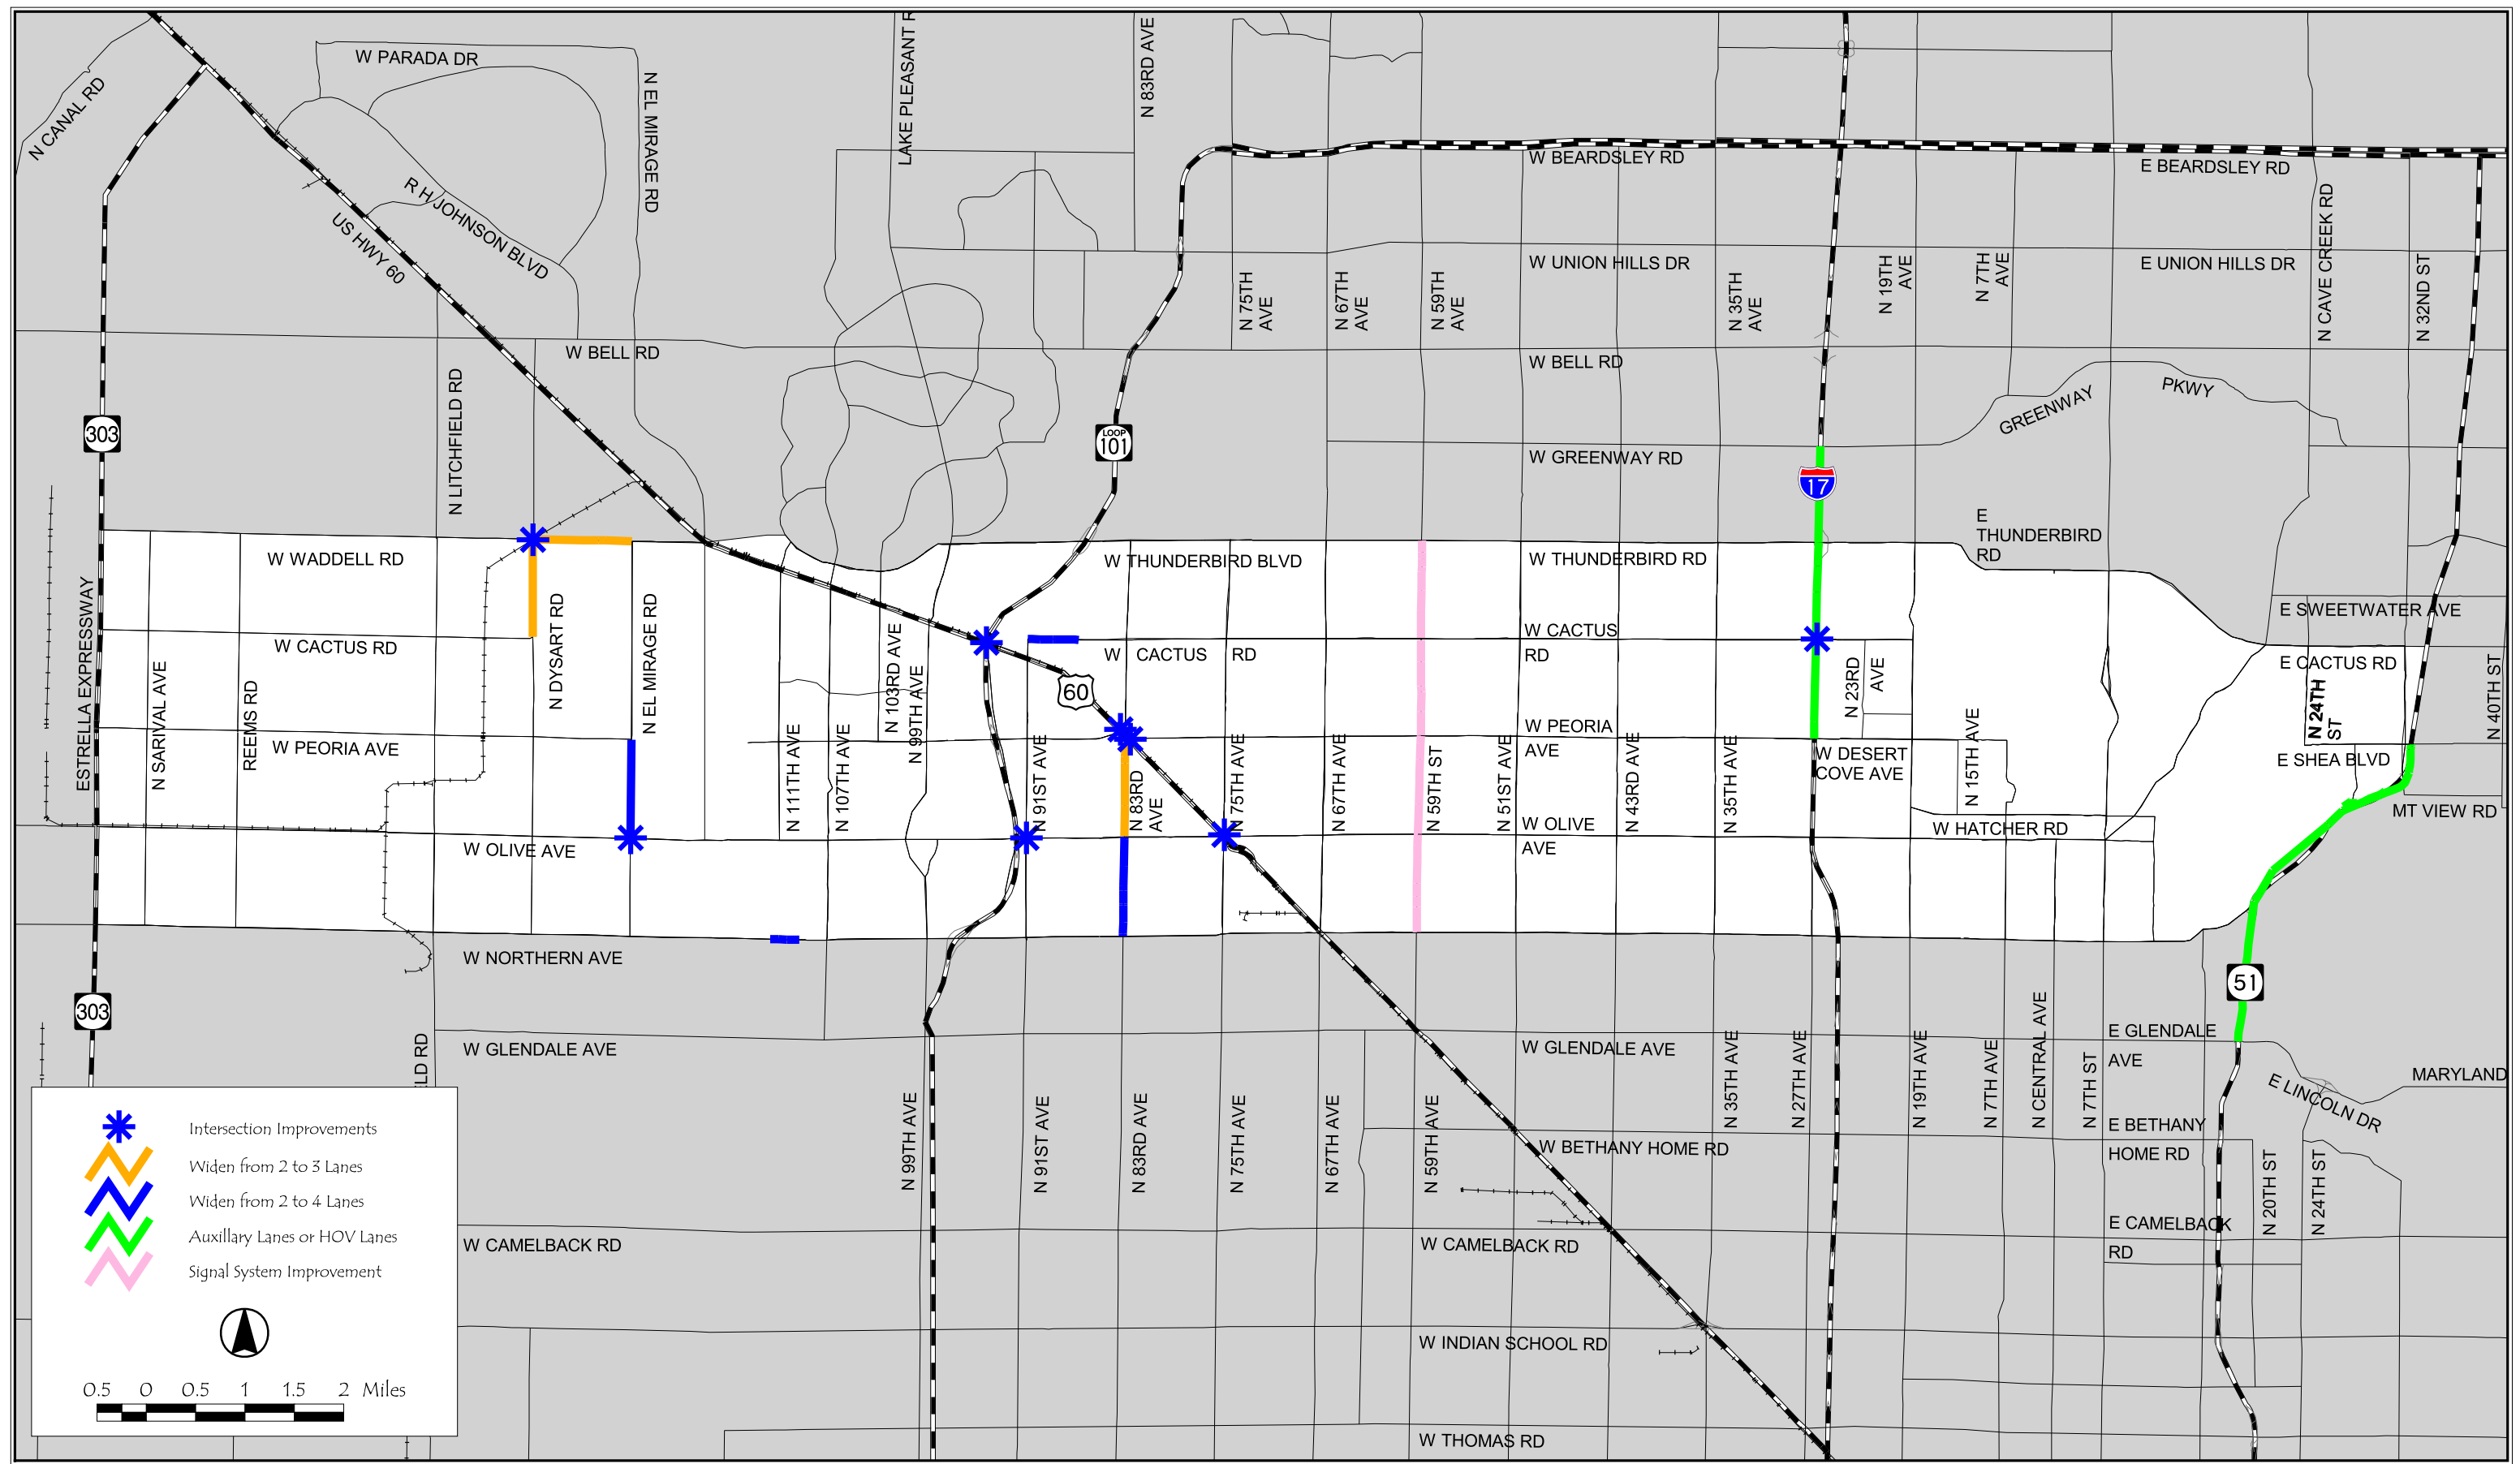 W PARADA DR
N CANAL RD
N EL MIRAGE RD
LAKE PLEASANT R
N 83RD AVE
R H JOHNSON BLVD
US HWY 60
W BEARDSLEY RD
E BEARDSLEY RD
W UNION HILLS DR
E UNION HILLS DR
N 75TH
AVE
N 67TH
AVE
N 59TH
AVE
N 35TH
AVE
N 19TH
AVE
N 7TH
AVE
N CAVE CREEK RD
N 32ND ST
W BELL RD
W BELL RD
GREENWAY
PKWY
303
N LITCHFIELD RD
LOOP
101
W GREENWAY RD
17
E
THUNDERBIRD
RD
W WADDELL RD
W THUNDERBIRD BLVD
W THUNDERBIRD RD
ESTRELLA EXPRESSWAY
N SARIVAL AVE
REEMS RD
N DYSART RD
N EL MIRAGE RD
W CACTUS RD
W CACTUS RD
W CACTUS
RD
E SWEETWATER AVE
E CACTUS RD
N 103RD AVE
N 99TH AVE
60
N 23RD
AVE
N 24TH
ST
N 40TH ST
W PEORIA AVE
N 111TH AVE
N 107TH AVE
N 91ST AVE
N 83RD
AVE
N 75TH AVE
N 67TH AVE
N 59TH ST
N 51ST AVE
W PEORIA
AVE
N 43RD AVE
N 35TH AVE
W DESERT
COVE AVE
N 15TH AVE
E SHEA BLVD
MT VIEW RD
W OLIVE AVE
W OLIVE
AVE
W HATCHER RD
W NORTHERN AVE
303
51
LD RD
W GLENDALE AVE
W GLENDALE AVE
E GLENDALE
AVE
N 35TH AVE
N 27TH AVE
N 19TH AVE
N 7TH AVE
N CENTRAL AVE
N 7TH ST
E LINCOLN DR
MARYLAND
N 99TH AVE
N 91ST AVE
N 83RD AVE
N 75TH AVE
N 67TH AVE
N 59TH AVE
W BETHANY HOME RD
E BETHANY
HOME RD
N 20TH ST
N 24TH ST
W CAMELBACK RD
W CAMELBACK RD
E CAMELBACK
RD
W INDIAN SCHOOL RD
W THOMAS RD
Intersection Improvements
Widen from 2 to 3 Lanes
Widen from 2 to 4 Lanes
Auxillary Lanes or HOV Lanes
Signal System Improvement
0.5 0 0.5 1 1.5 2 Miles